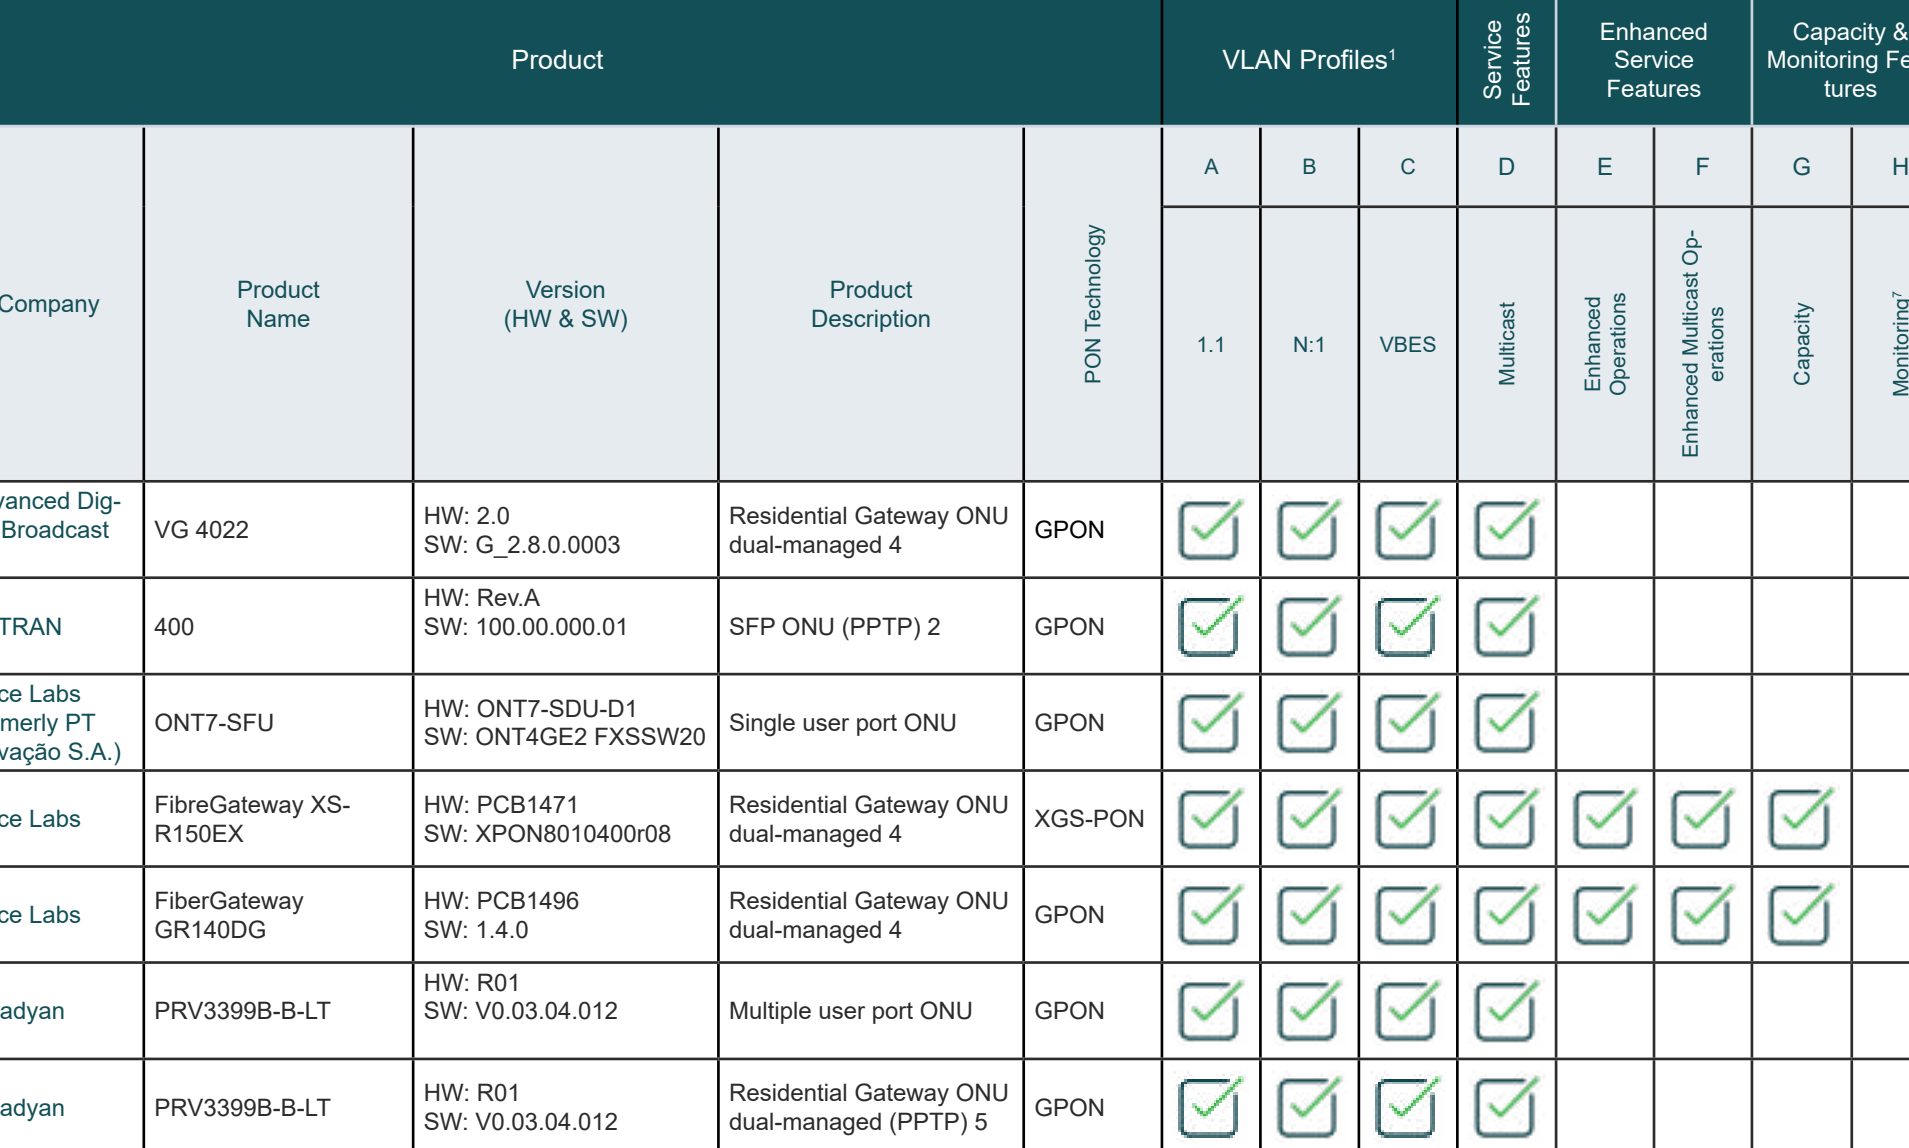 Product
VLAN Profiles1
Service
Features
Enhanced
Service
Features
Capacity &
Monitoring Fe
tures
Company
Product
Name
Version
(HW & SW)
Product
Description
PON Technology
A
B
C
D
E
F
G
H
1.1
N:1
VBES
Multicast
Enhanced
Operations
Enhanced Multicast Op-
erations
Capacity
Monitoring7
vanced Dig-
Broadcast
VG 4022
HW: 2.0
SW: G_2.8.0.0003
Residential Gateway ONU
dual-managed 4
GPON
TRAN
400
HW: Rev.A
SW: 100.00.000.01
SFP ONU (PPTP) 2
GPON
ce Labs
merly PT
vação S.A.)
ONT7-SFU
HW: ONT7-SDU-D1
SW: ONT4GE2 FXSSW20
Single user port ONU
GPON
ce Labs
FibreGateway XS-
R150EX
HW: PCB1471
SW: XPON8010400r08
Residential Gateway ONU
dual-managed 4
XGS-PON
ce Labs
FiberGateway
GR140DG
HW: PCB1496
SW: 1.4.0
Residential Gateway ONU
dual-managed 4
GPON
adyan
PRV3399B-B-LT
HW: R01
SW: V0.03.04.012
Multiple user port ONU
GPON
adyan
PRV3399B-B-LT
HW: R01
SW: V0.03.04.012
Residential Gateway ONU
dual-managed (PPTP) 5
GPON